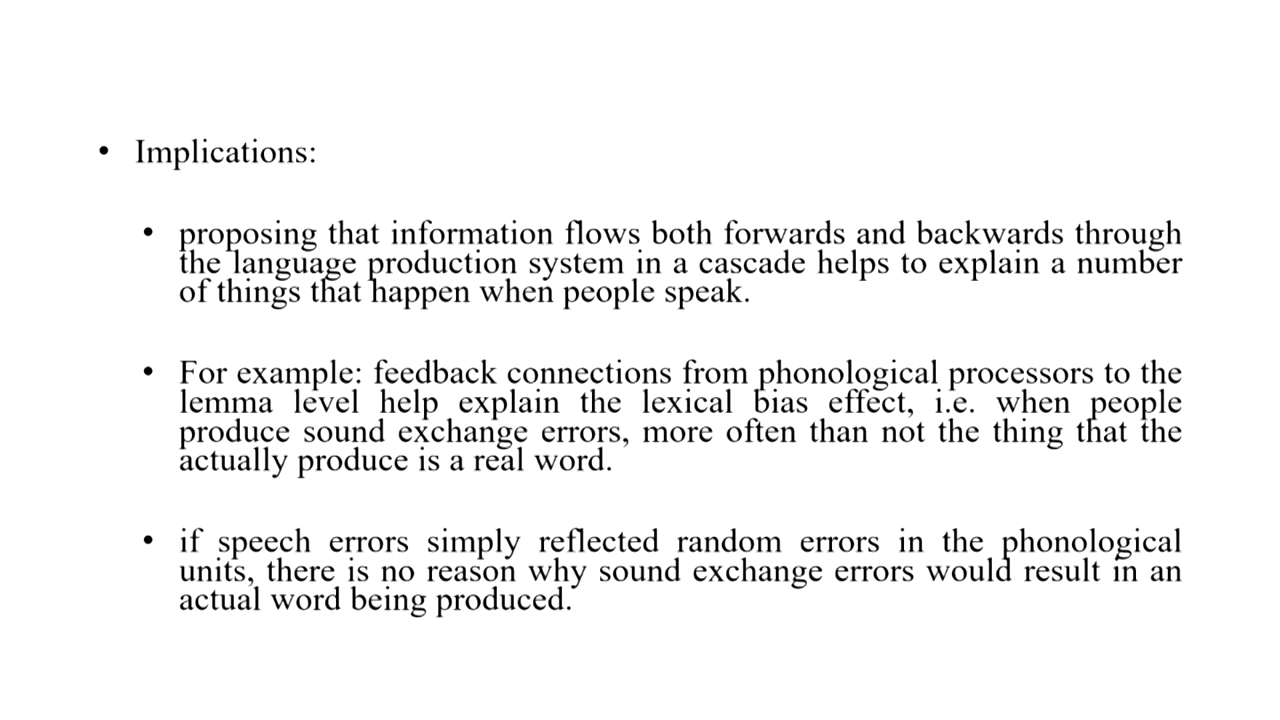 • Implications:
• proposing that information flows both forwards and backwards through
the language production system in a cascade helps to explain a number
of things that happen when people speak.
• For example: feedback connections from phonological processors to the
lemma level help explain the lexical bias effect, i.e. when people
produce sound exchange errors, more often than not the thing that the
actually produce is a real word.
• if speech errors simply reflected random errors in the phonological
units, there is no reason why sound exchange errors would result in an
actual word being produced.